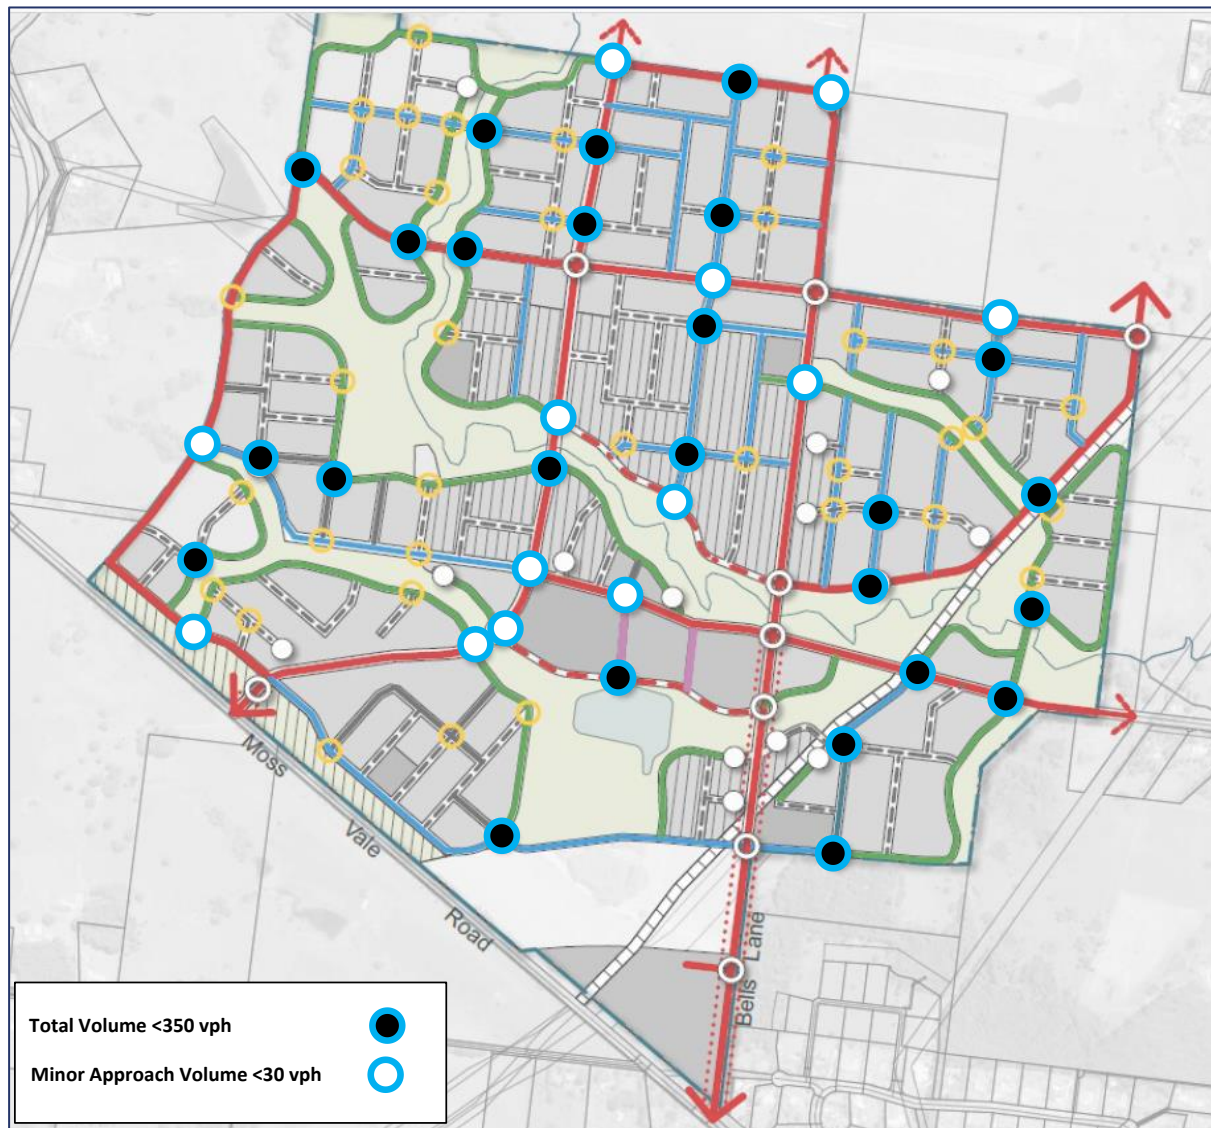 Moss
Vale
Road
Bells Lane
Total Volume <350 vph
Minor Approach Volume <30 vph